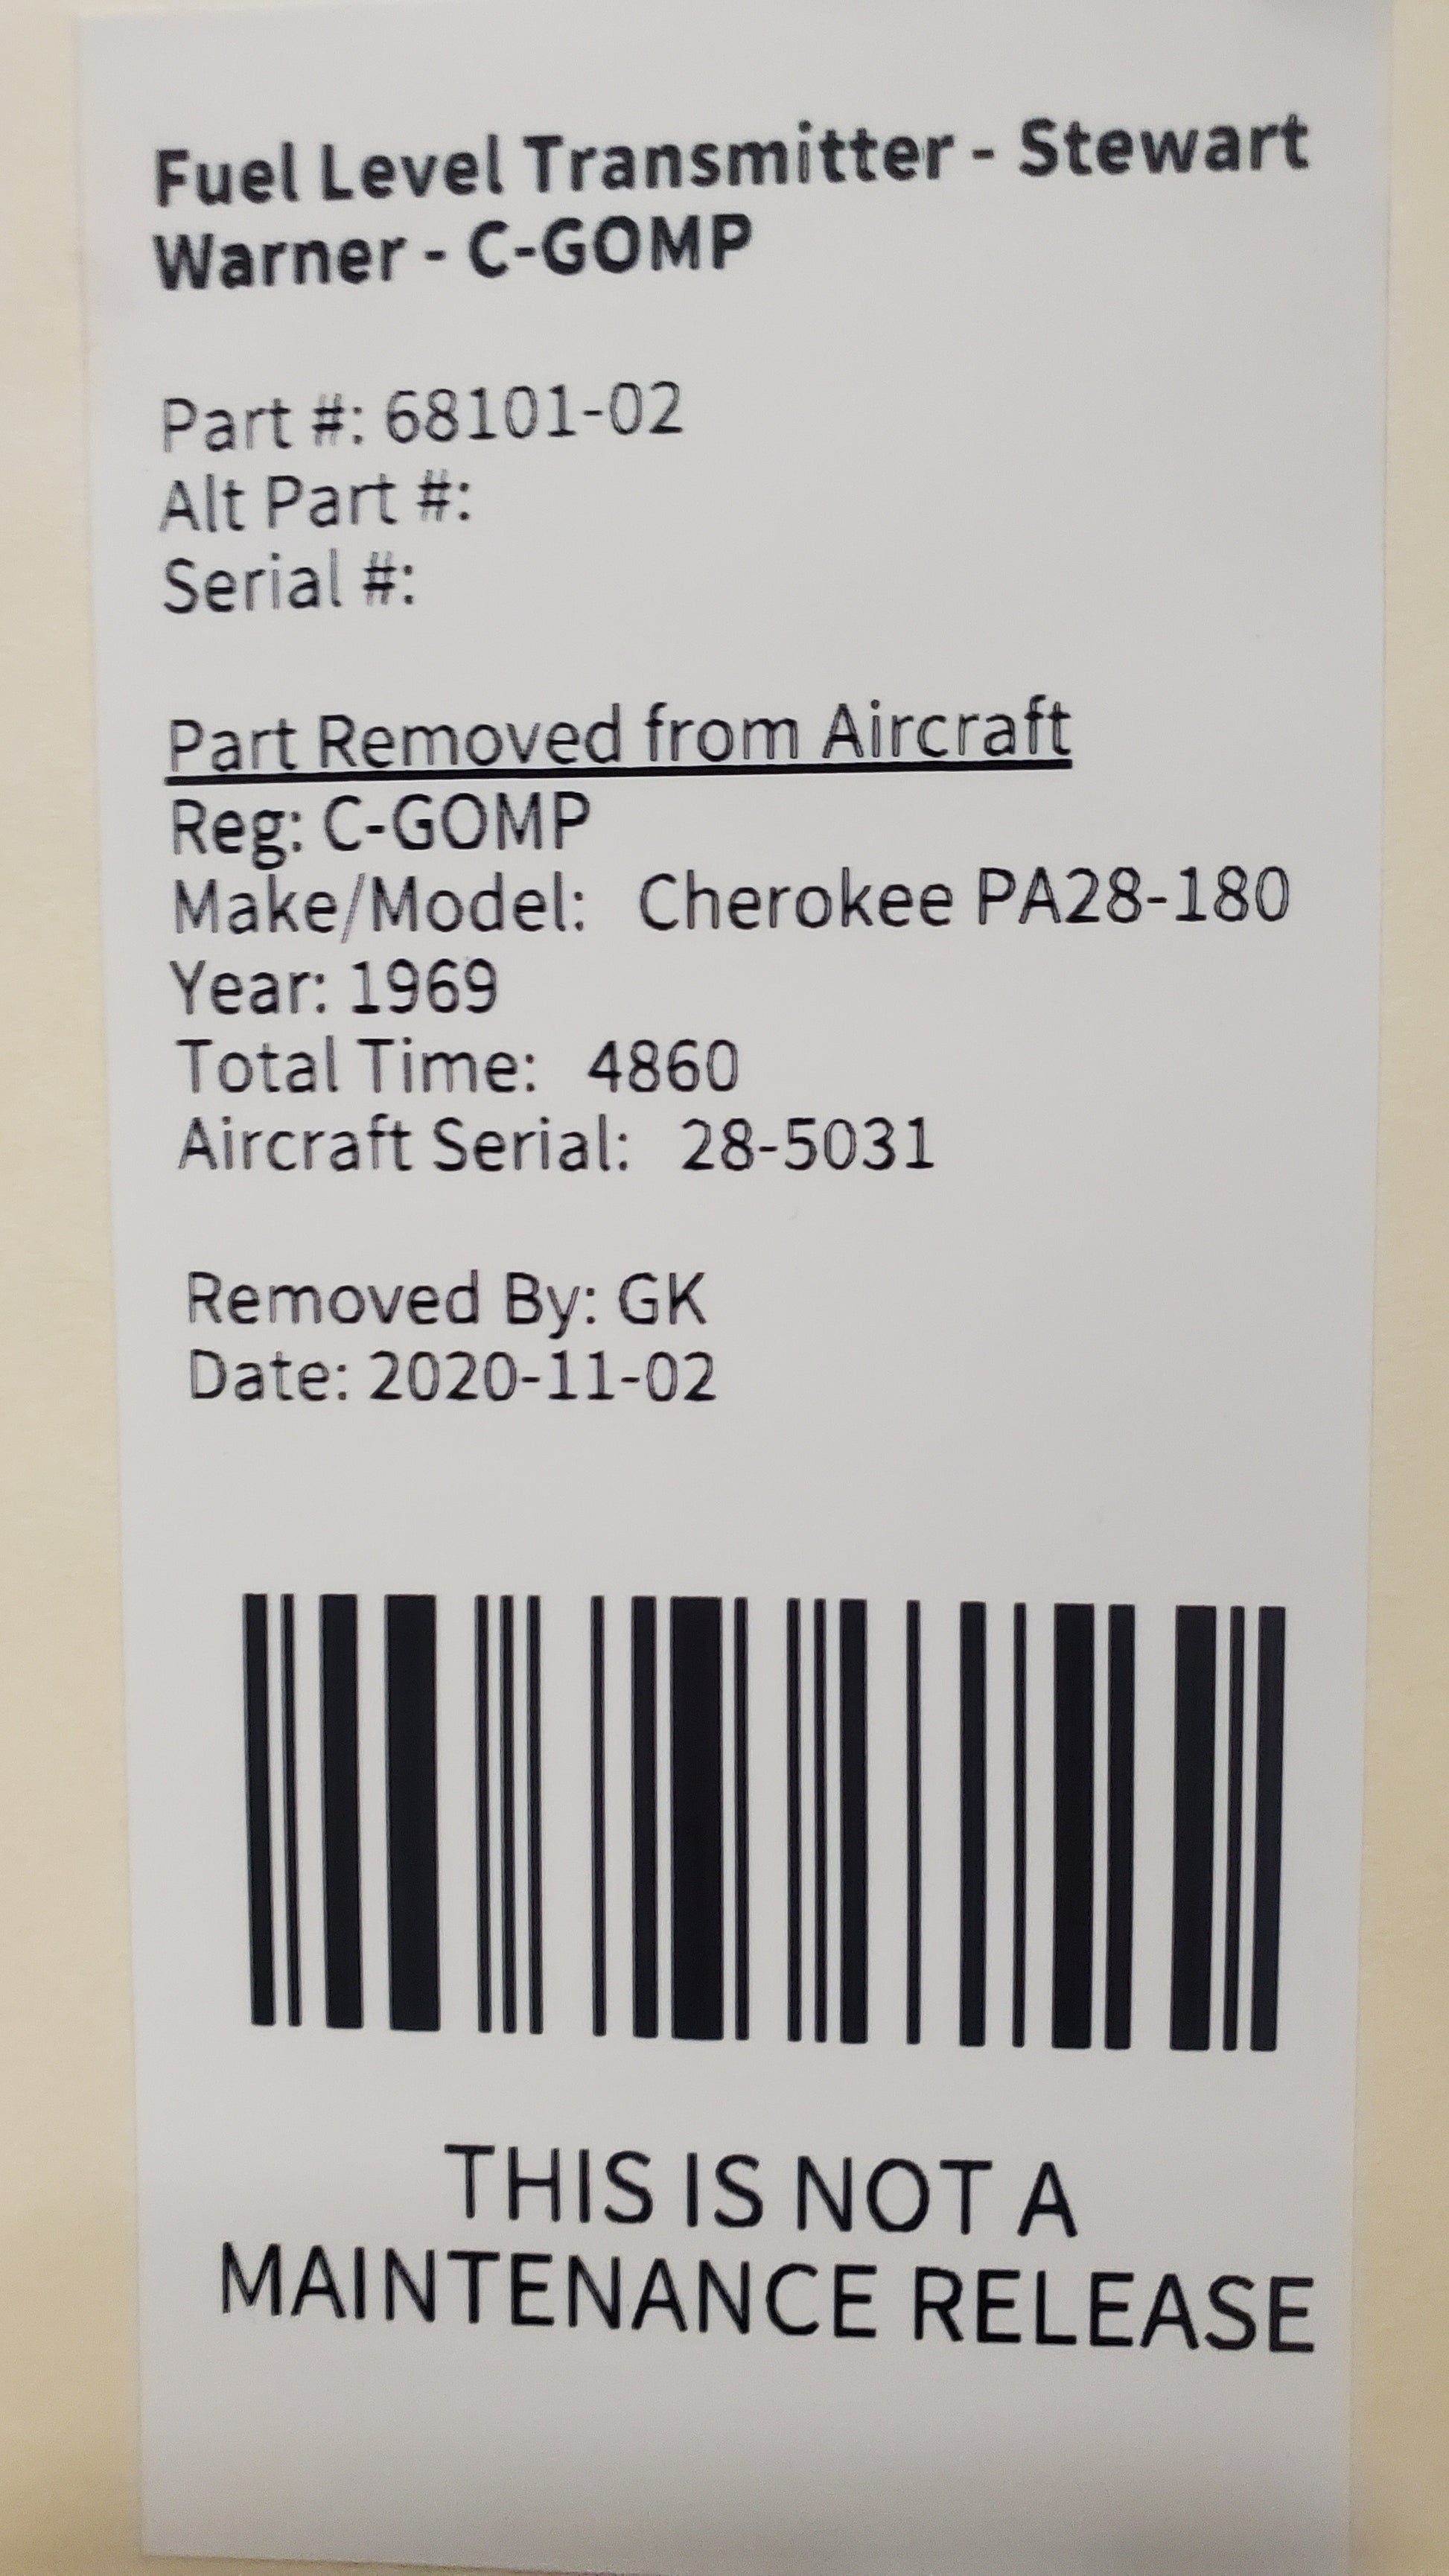 Fuel Level Transmitter - Stewart
Warner - C-GOMP
Part #: 68101-02
Alt Part #:
Serial #:
Part Removed from Aircraft
Reg: C-GOMP
Make/Model: Cherokee PA28-180
Year: 1969
Total Time: 4860
Aircraft Serial: 28-5031
Removed By: GK
Date: 2020-11-02
THIS IS NOT A
MAINTENANCE RELEASE